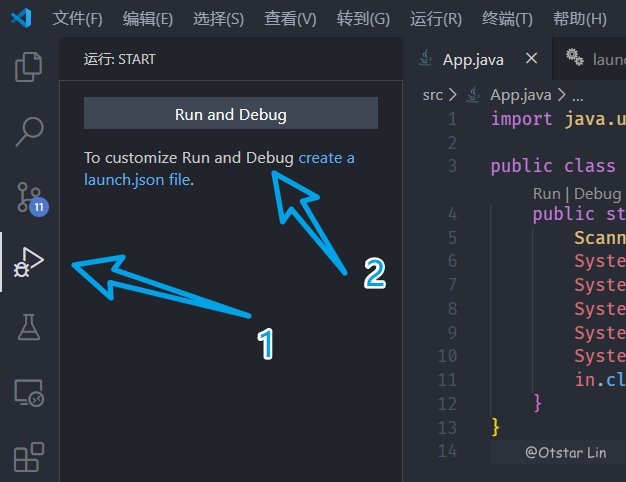 文件(F) 编辑(E) 选择(S) 查看(V) 转到(G) 运行(R) 终端(T) 帮助(H)
运行: START
Run and Debug
To customize Run and Debug create a
launch.json file.
11
1
2
App.java
laun
src > App.java > ...
1 import java.u
2
3 public class
Run | Debug
4 public st
5 Scann
6 Syste
7 Syste
8 Syste
9 Syste
10 Syste
11 in.cl
12 }
13 }
14
@Otstar Lin